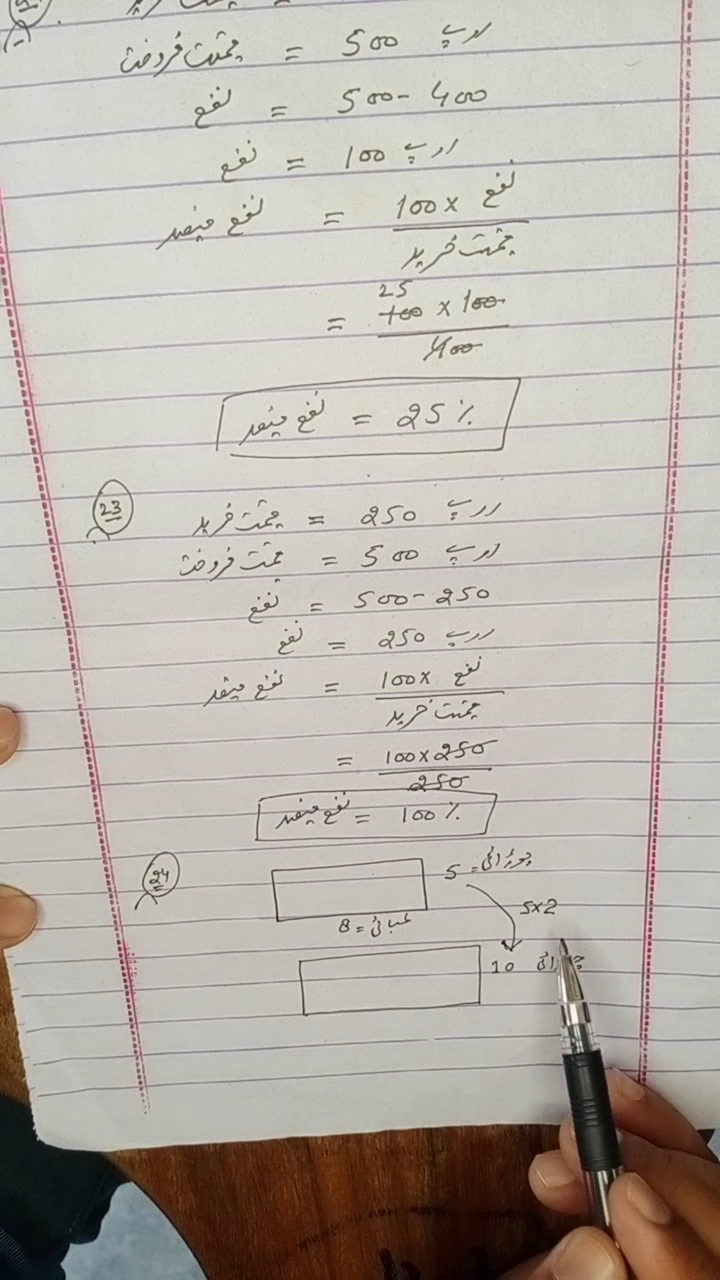 قیمت فروخت = 500 روپے
نفع = 500 - 400
نفع = 100 روپے
نفع فیصد = 100 x نفع / قیمت خرید
= 25 100 x 100 / 400
نفع فیصد = 25 %
23
قیمت خرید = 250 روپے
قیمت فروخت = 500 روپے
نفع = 500 - 250
نفع = 250 روپے
نفع فیصد = 100 x نفع / قیمت خرید
= 100 x 250 / 250
نفع فیصد = 100 %
24
چوڑائی = 5
لمبائی = 8
5x2
10 چوڑائی